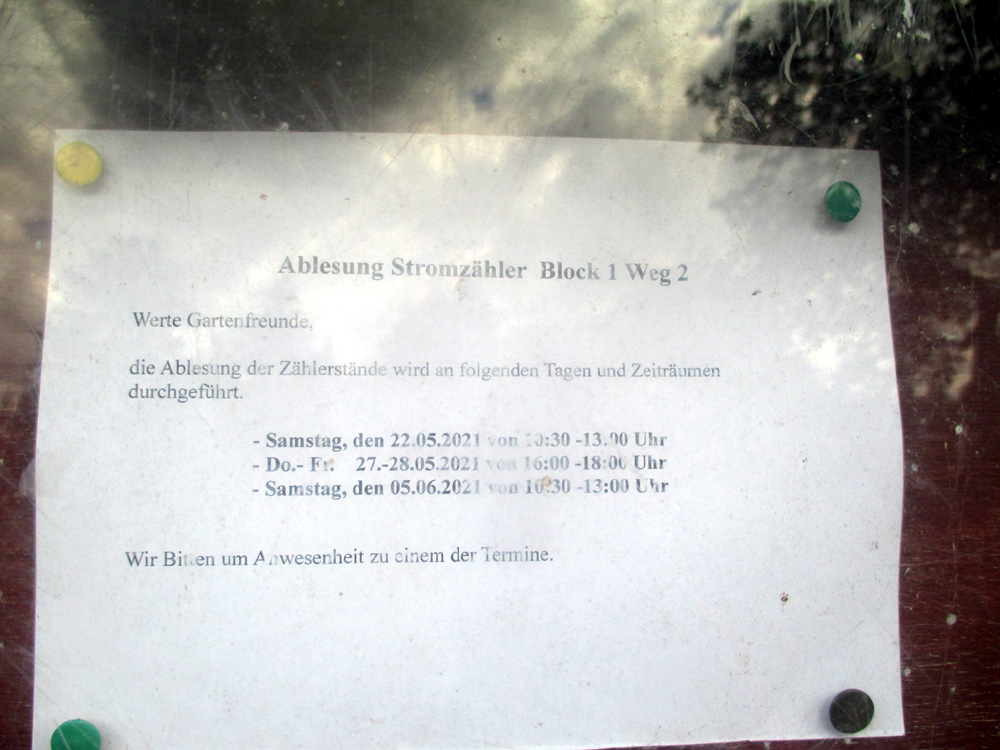 Ablesung Stromzähler Block 1 Weg 2
Werte Gartenfreunde,
die Ablesung der Zählerstände wird an folgenden Tagen und Zeiträumen
durchgeführt.
- Samstag, den 22.05.2021 von 10:30 -13.00 Uhr
- Do.- Fr. 27.-28.05.2021 von 16:00 -18:00 Uhr
- Samstag, den 05.06.2021 von 10:30 -13:00 Uhr
Wir Bitten um Anwesenheit zu einem der Termine.